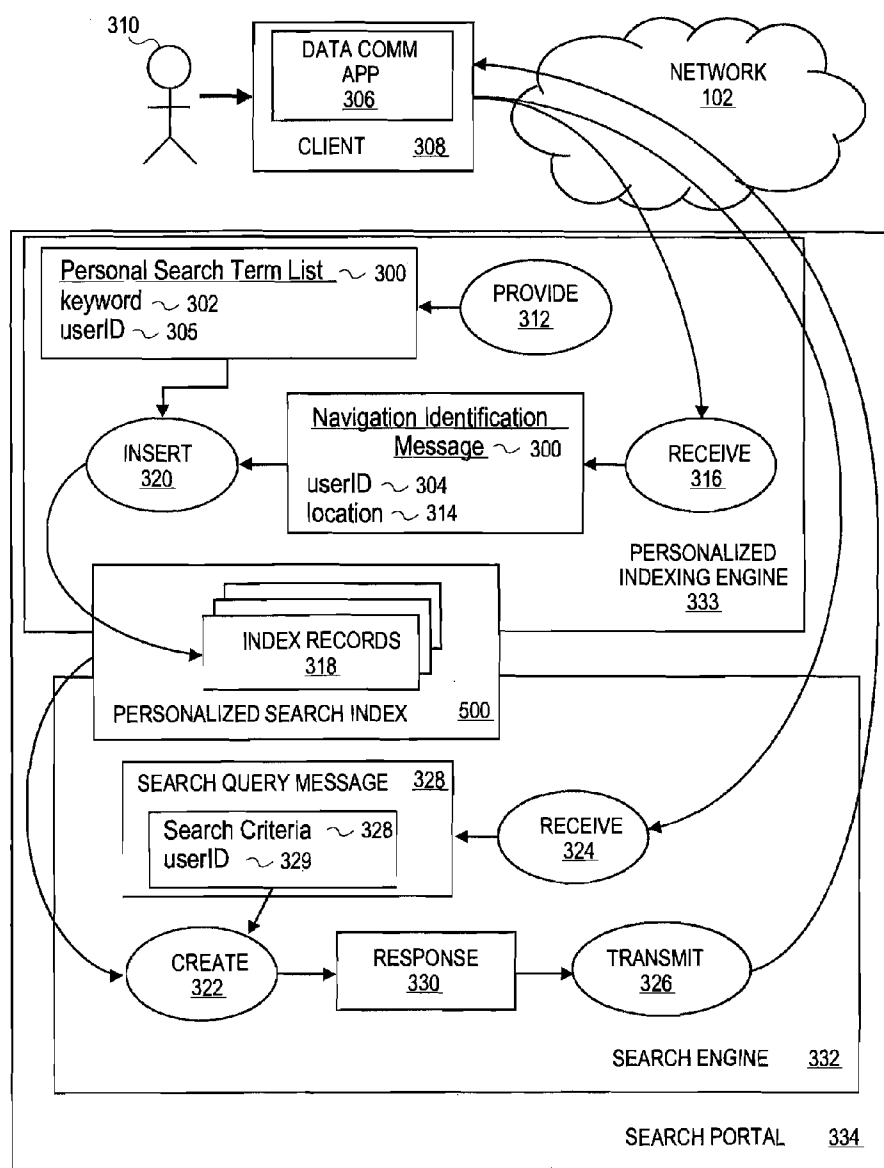 310
DATA COMM
APP
306
CLIENT 308
NETWORK
102
Personal Search Term List ~ 300
keyword ~ 302
userID ~ 305
PROVIDE
312
INSERT
320
Navigation Identification
Message ~ 300
userID ~ 304
location ~ 314
RECEIVE
316
PERSONALIZED
INDEXING ENGINE
333
INDEX RECORDS
318
PERSONALIZED SEARCH INDEX 500
SEARCH QUERY MESSAGE 328
Search Criteria ~ 328
userID ~ 329
RECEIVE
324
CREATE
322
RESPONSE
330
TRANSMIT
326
SEARCH ENGINE 332
SEARCH PORTAL 334